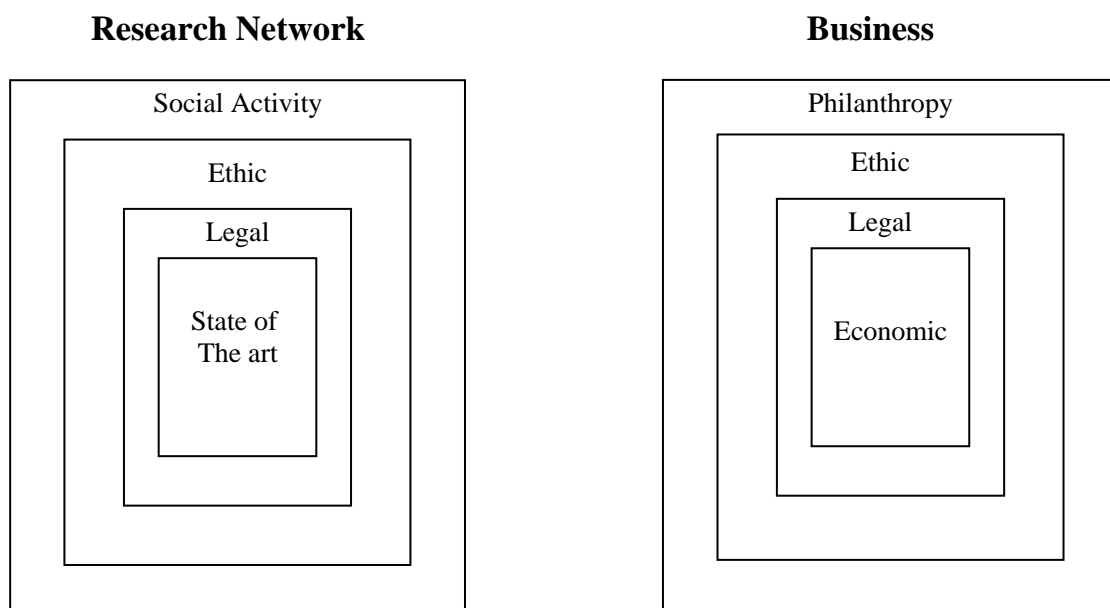 Research Network
Social Activity
Ethic
Legal
State of
The art
Business
Philanthropy
Ethic
Legal
Economic